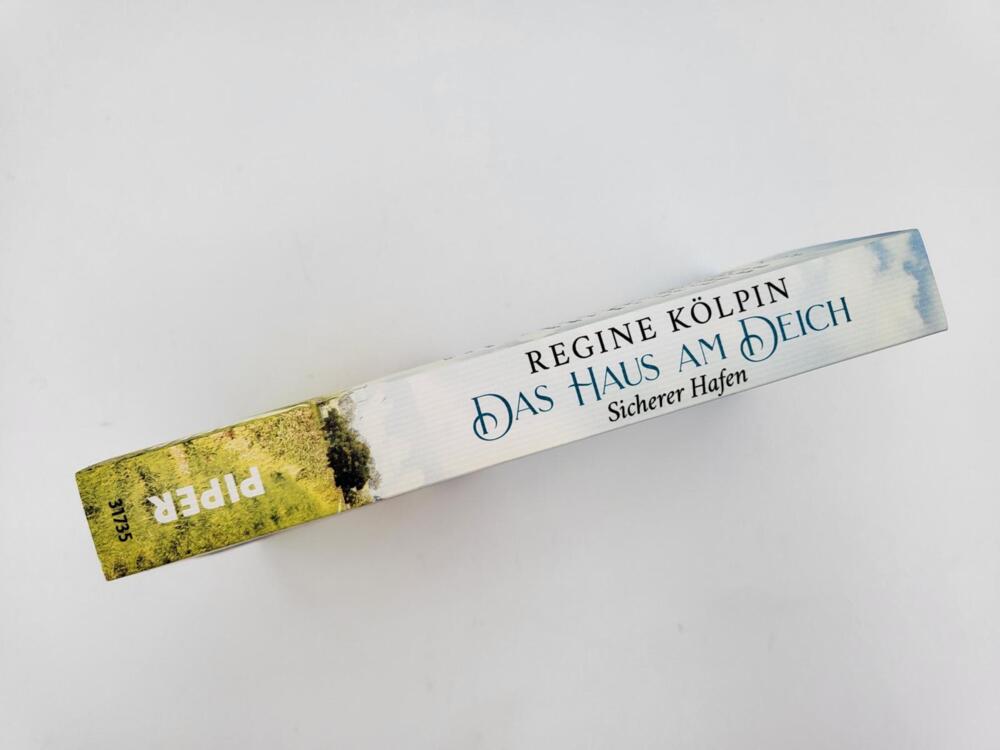 REGINE KÖLPIN
DAS HAUS AM DEICH
Sicherer Hafen
PIPER
31735